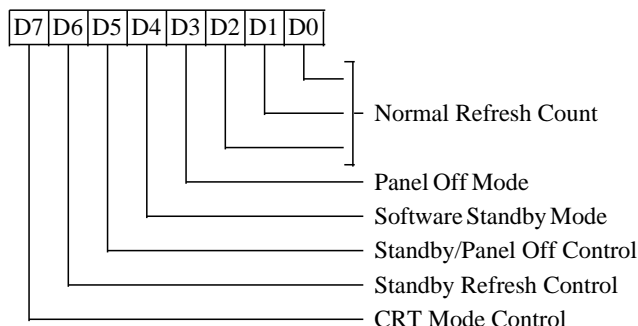 D7 D6 D5 D4 D3 D2 D1 D0
Normal Refresh Count
Panel Off Mode
Software Standby Mode
Standby/Panel Off Control
Standby Refresh Control
CRT Mode Control